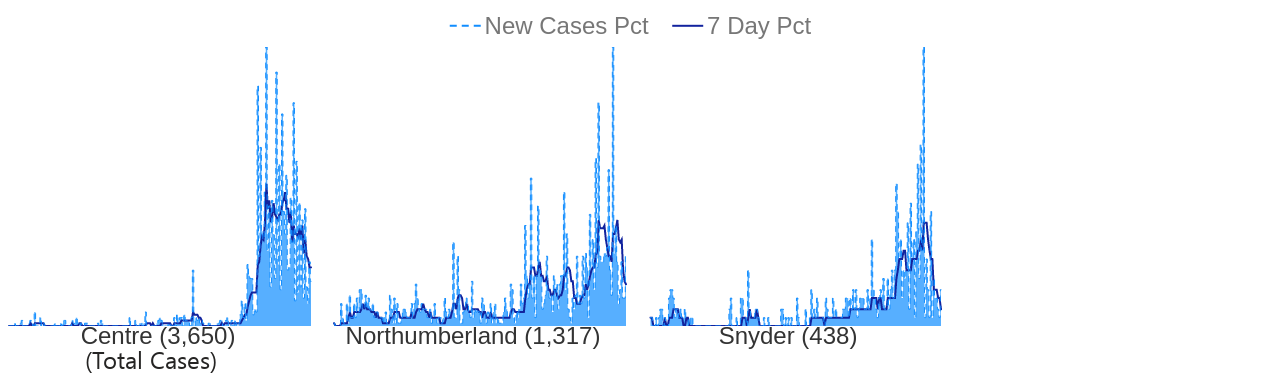 New Cases Pct 7 Day Pct
Centre (3,650) Northumberland (1,317) Snyder (438)
(Total Cases)